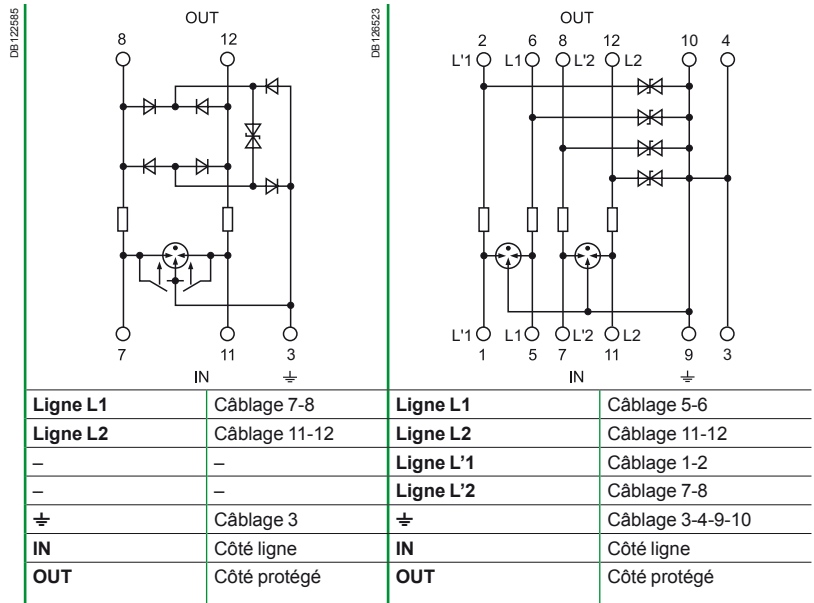 DB122585
OUT
8 12
7 11 3
IN
Ligne L1 Câblage 7-8
Ligne L2 Câblage 11-12
– –
– –
⏚ Câblage 3
IN Côté ligne
OUT Côté protégé
DB126523
OUT
2 6 8 12 10 4
L'1 L1 L'2 L2
L'1 L1 L'2 L2
1 5 7 11 9 3
IN
Ligne L1 Câblage 5-6
Ligne L2 Câblage 11-12
Ligne L’1 Câblage 1-2
Ligne L’2 Câblage 7-8
⏚ Câblage 3-4-9-10
IN Côté ligne
OUT Côté protégé